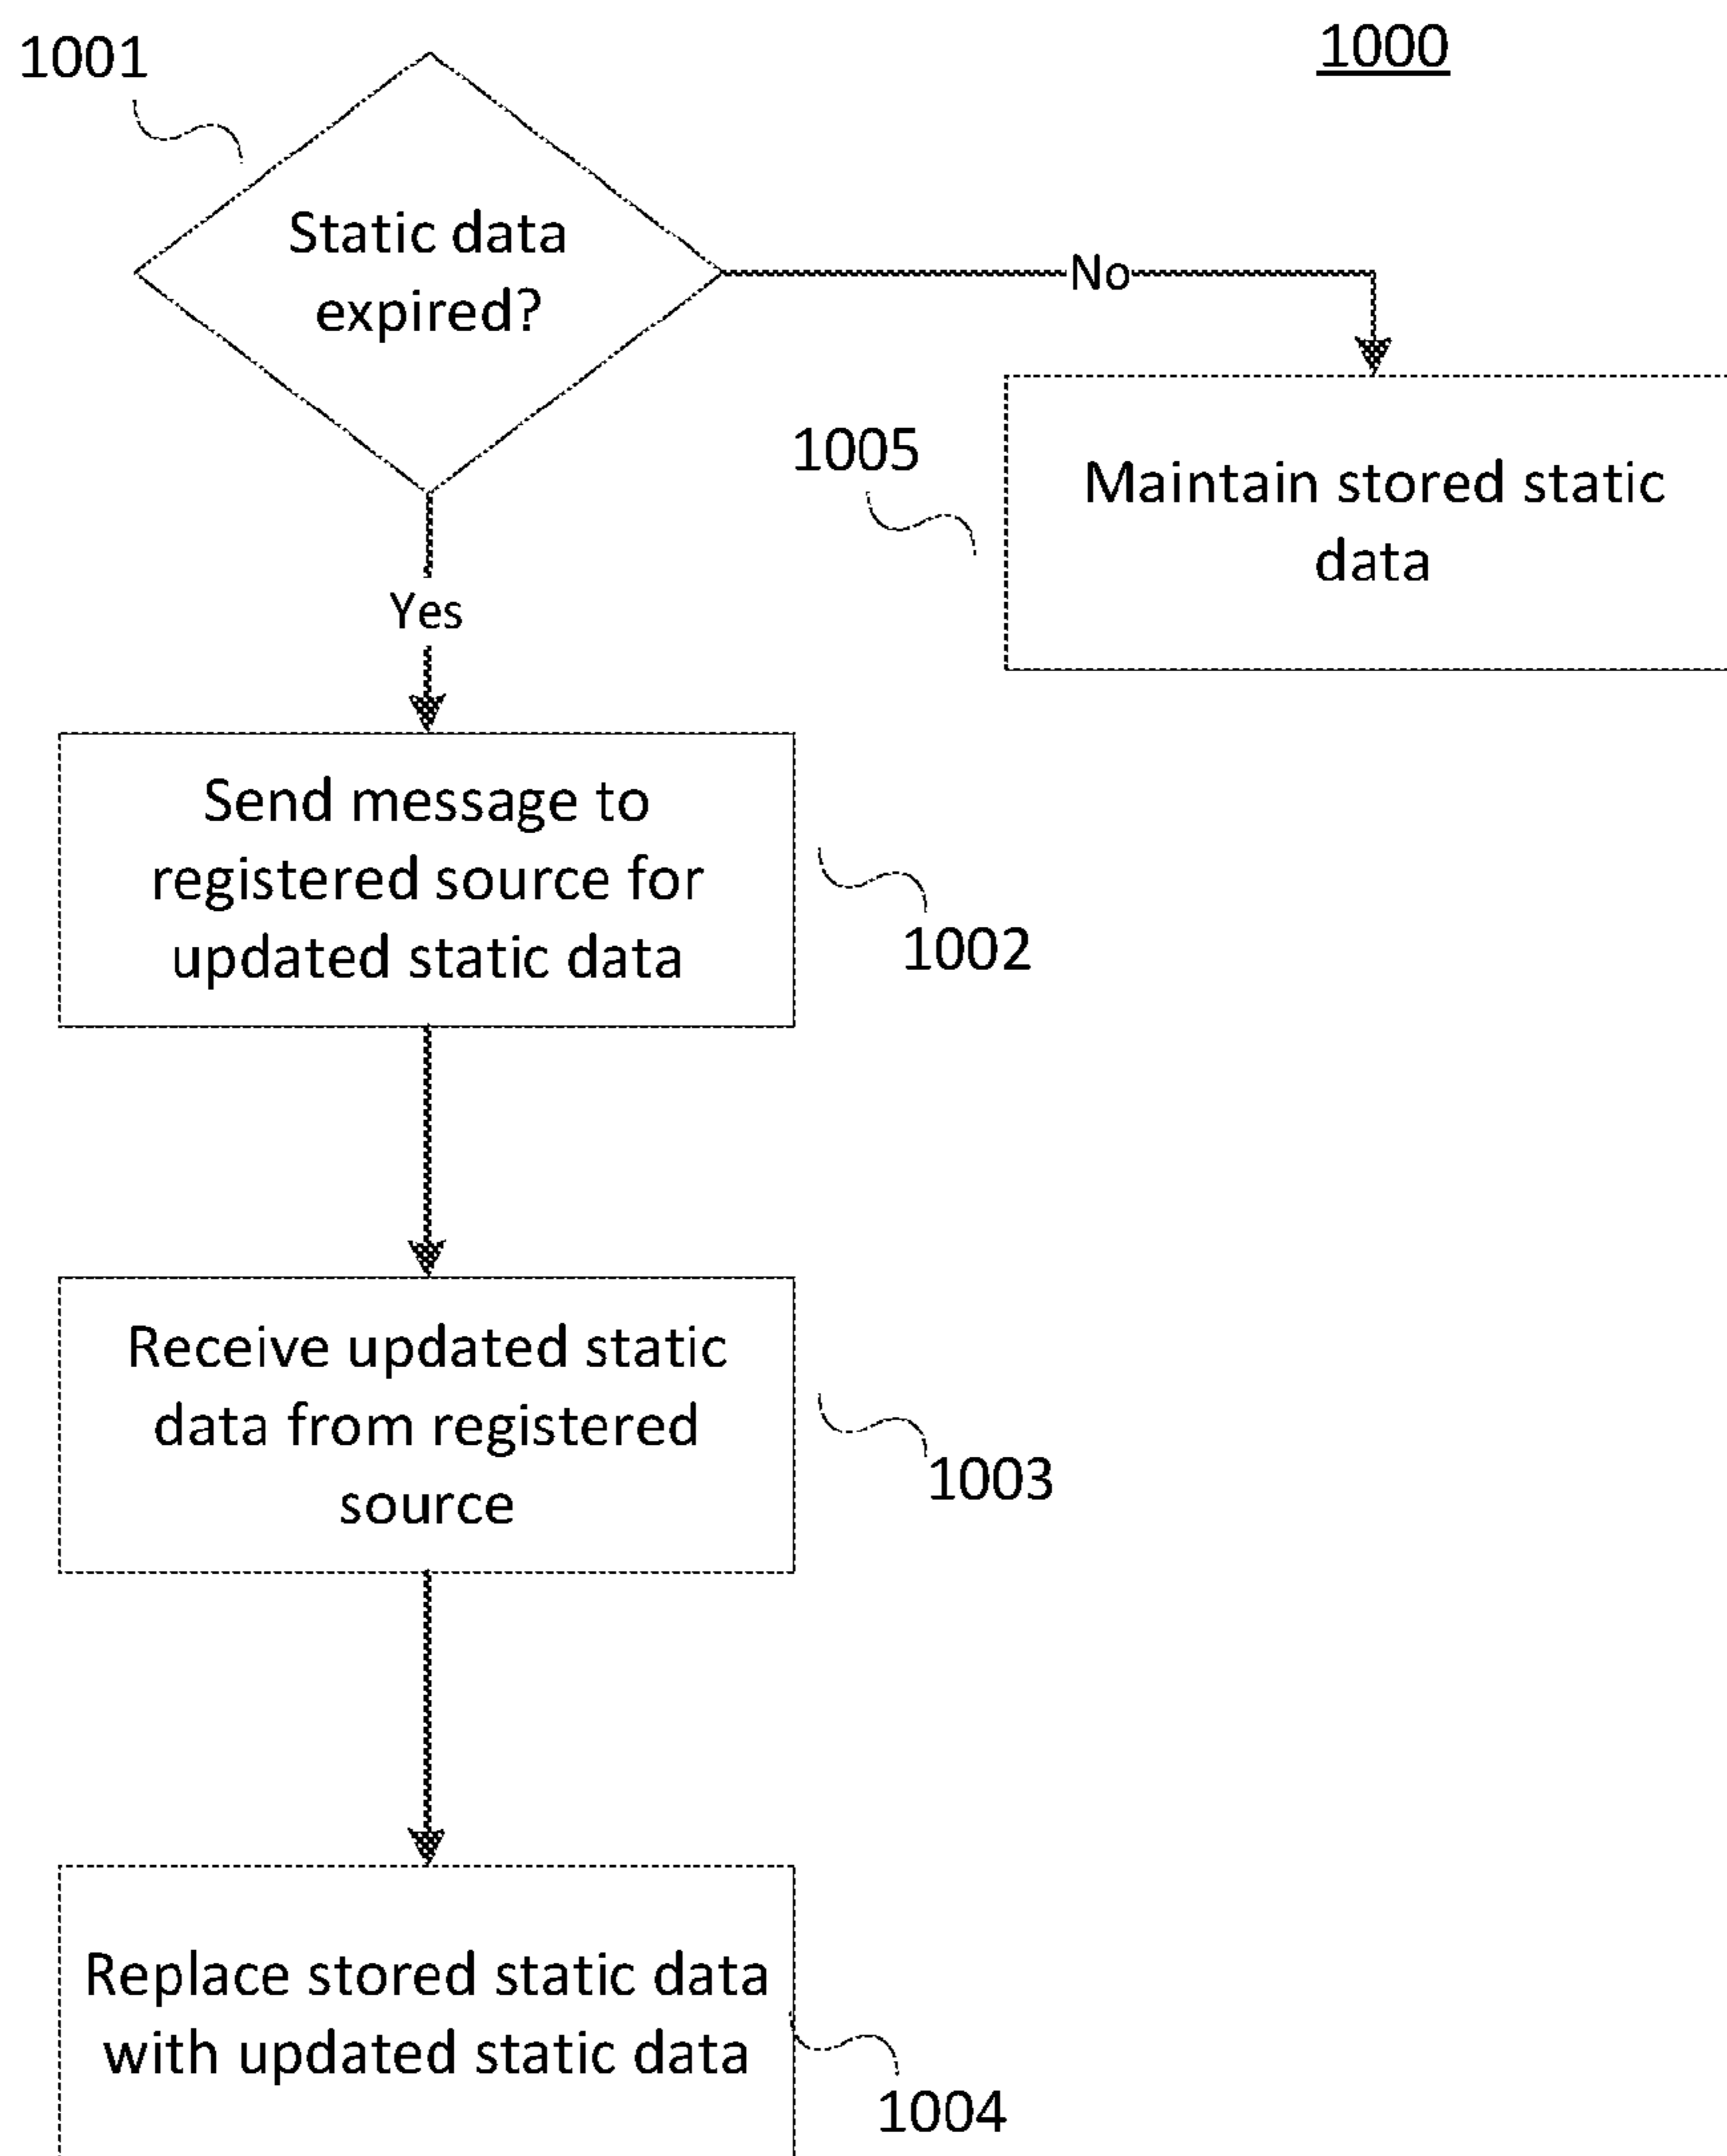 1000
1001
Static data
expired?
No
1005
Maintain stored static
data
Yes
Send message to
registered source for
updated static data
1002
Receive updated static
data from registered
source
1003
Replace stored static data
with updated static data
1004